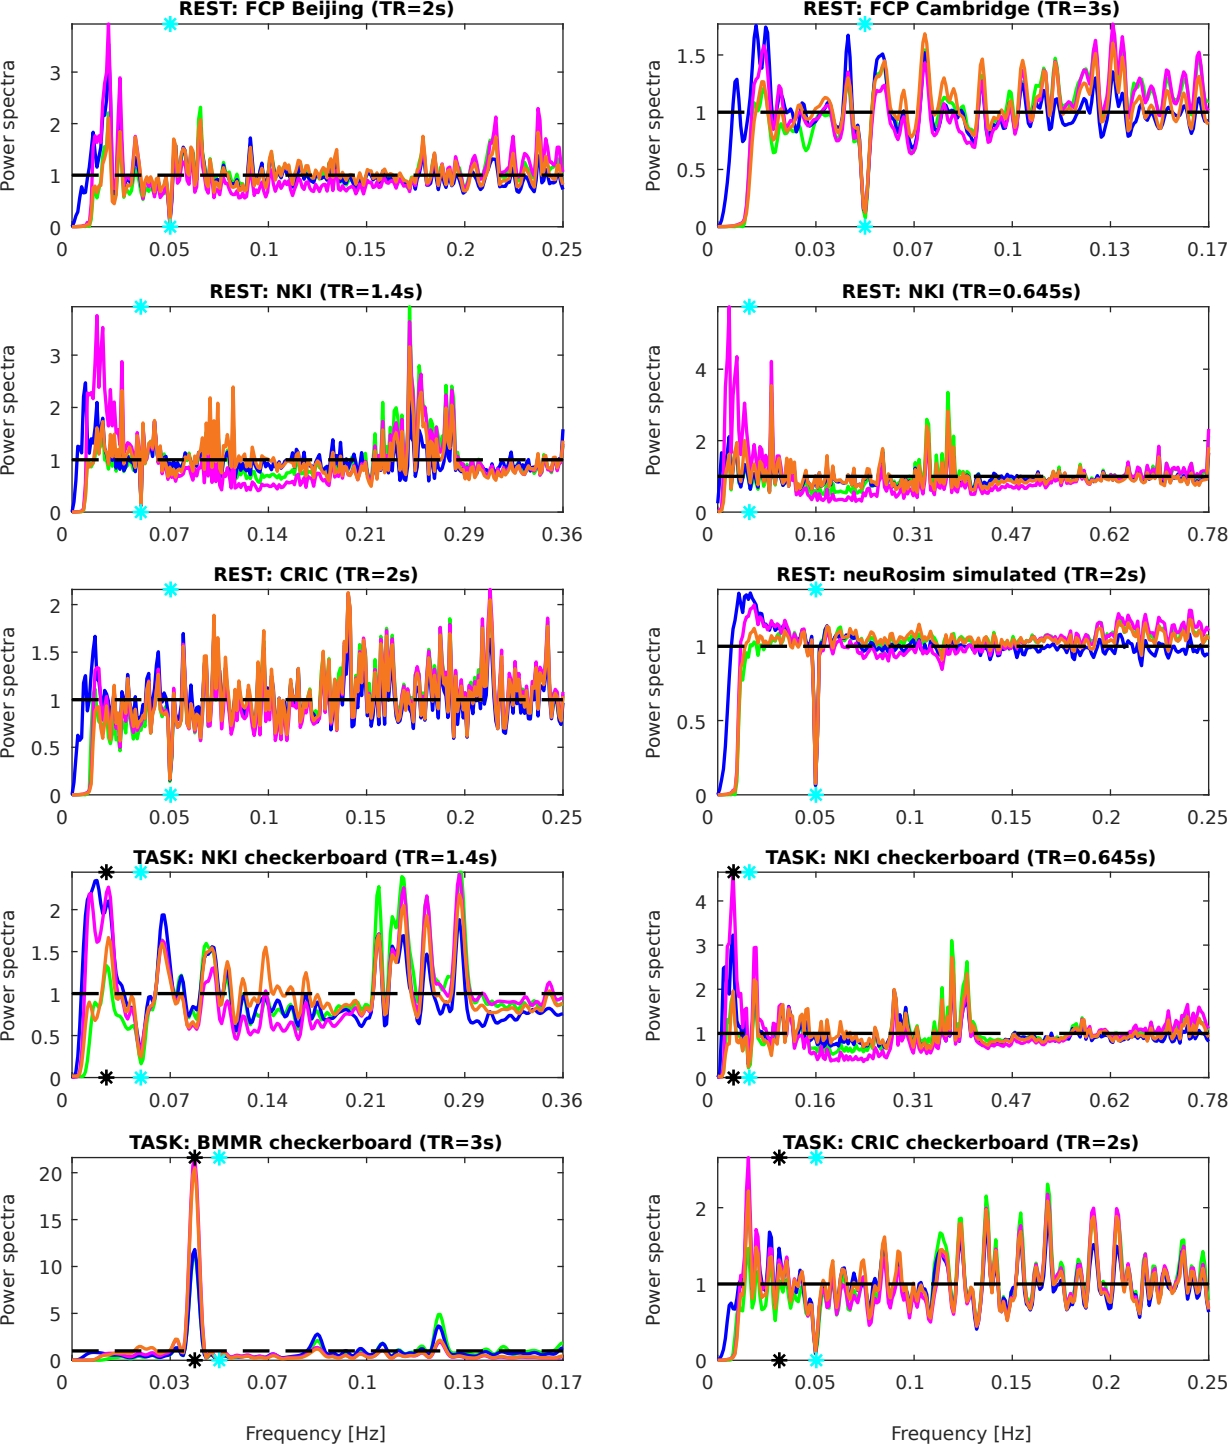 REST: FCP Beijing (TR=2s)
Power spectra
3
2
1
0
0 0.05 0.1 0.15 0.2 0.25
REST: FCP Cambridge (TR=3s)
Power spectra
1.5
1
0.5
0
0 0.03 0.07 0.1 0.13 0.17
REST: NKI (TR=1.4s)
Power spectra
3
2
1
0
0 0.07 0.14 0.21 0.29 0.36
REST: NKI (TR=0.645s)
Power spectra
4
2
0
0 0.16 0.31 0.47 0.62 0.78
REST: CRIC (TR=2s)
Power spectra
2
1.5
1
0.5
0
0 0.05 0.1 0.15 0.2 0.25
REST: neuRosim simulated (TR=2s)
Power spectra
1
0.5
0
0 0.05 0.1 0.15 0.2 0.25
TASK: NKI checkerboard (TR=1.4s)
Power spectra
2
1.5
1
0.5
0
0 0.07 0.14 0.21 0.29 0.36
TASK: NKI checkerboard (TR=0.645s)
Power spectra
4
3
2
1
0
0 0.16 0.31 0.47 0.62 0.78
TASK: BMMR checkerboard (TR=3s)
Power spectra
20
15
10
5
0
0 0.03 0.07 0.1 0.13 0.17
Frequency [Hz]
TASK: CRIC checkerboard (TR=2s)
Power spectra
2
1
0
0 0.05 0.1 0.15 0.2 0.25
Frequency [Hz]